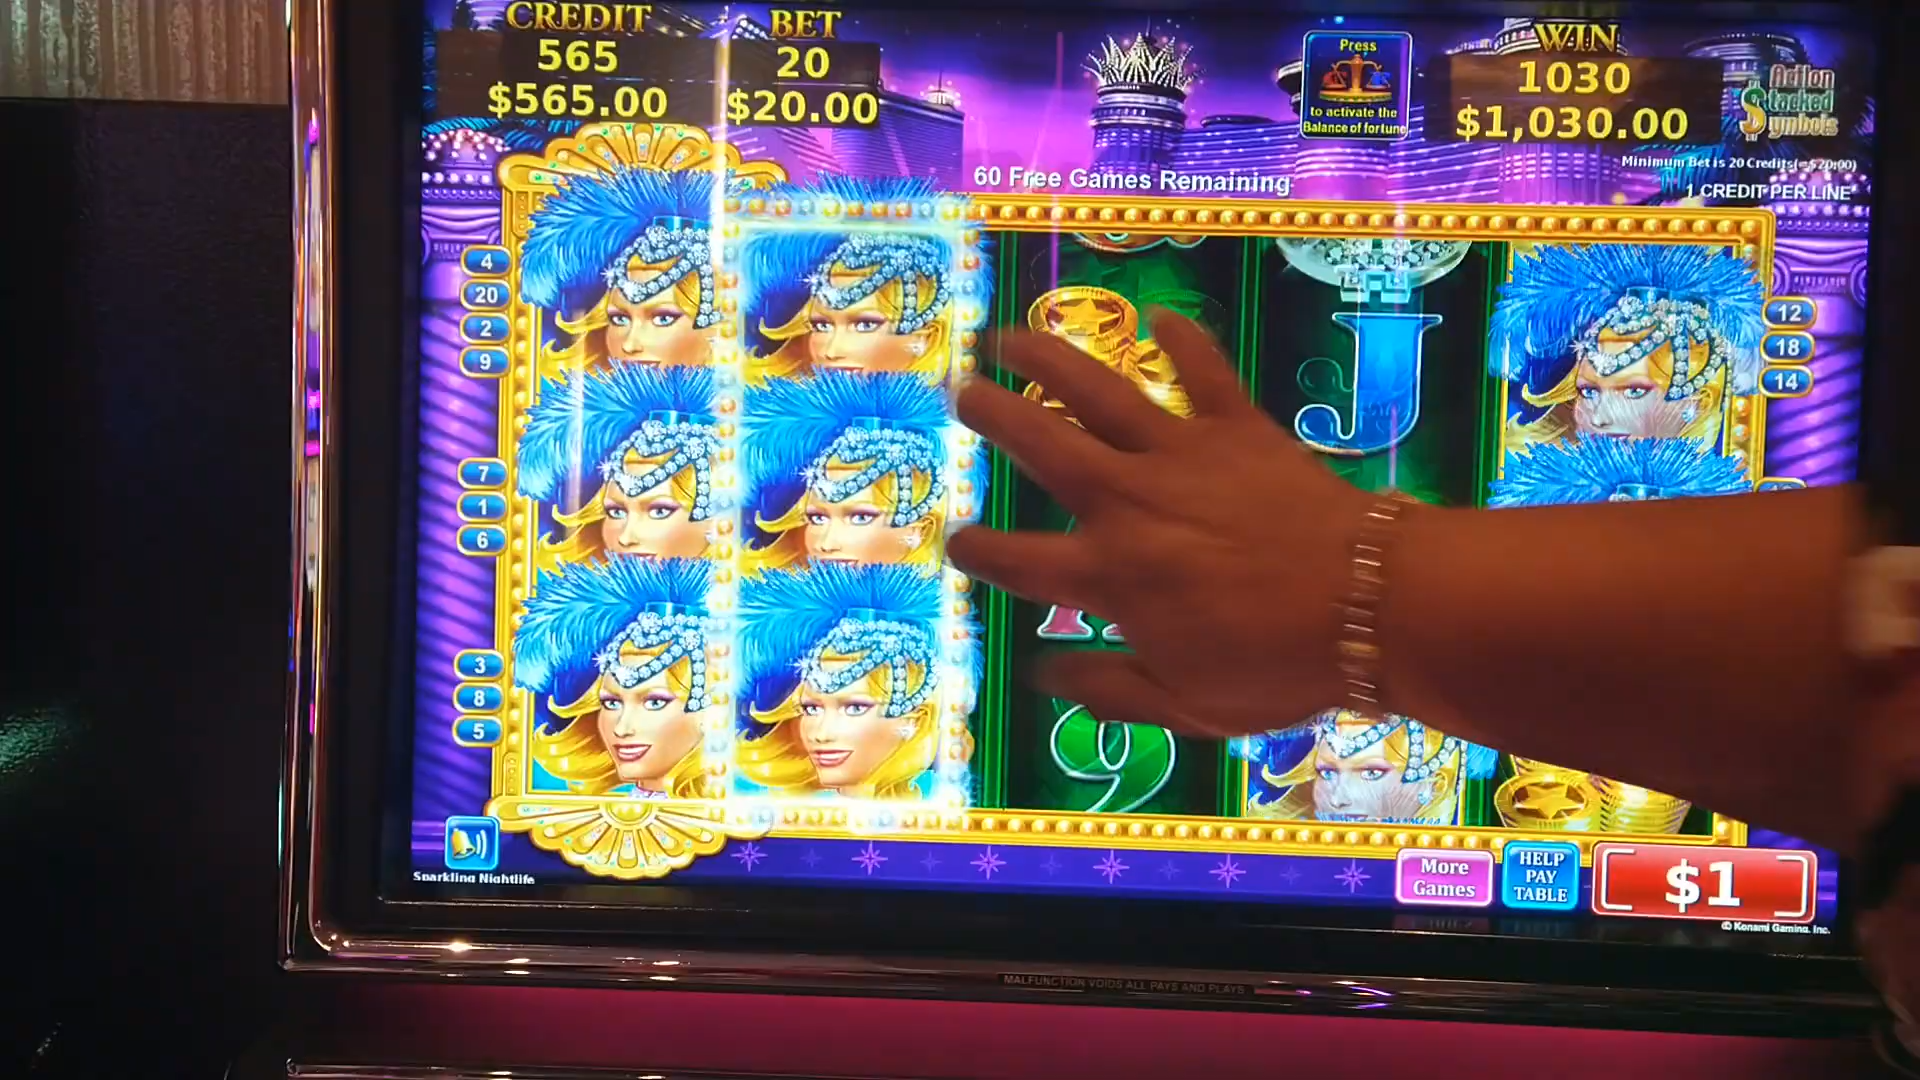 CREDIT
565
$565.00
BET
20
$20.00
Press
to activate the
Balance of fortune
WIN
1030
$1,030.00
Action
Stacked
Symbols
Minimum Bet is 20 Credits(=$20.00)
1 CREDIT PER LINE
60 Free Games Remaining
4
20
2
9
7
1
6
3
8
5
12
18
14
J
9
Sparkling Nightlife
More
Games
HELP
PAY
TABLE
$1
© Konami Gaming, Inc.
MALFUNCTION VOIDS ALL PAYS AND PLAYS